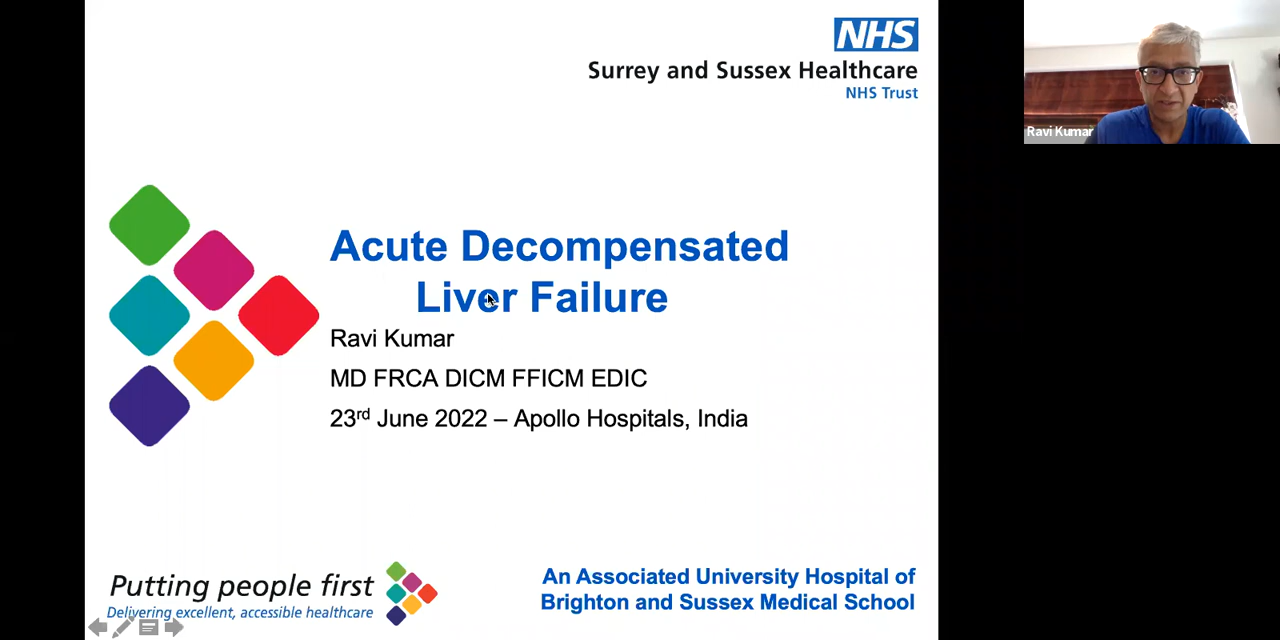 NHS
Surrey and Sussex Healthcare
NHS Trust
Ravi Kumar
Acute Decompensated
Liver Failure
Ravi Kumar
MD FRCA DICM FFICM EDIC
23rd June 2022 – Apollo Hospitals, India
Putting people first
Delivering excellent, accessible healthcare
An Associated University Hospital of
Brighton and Sussex Medical School